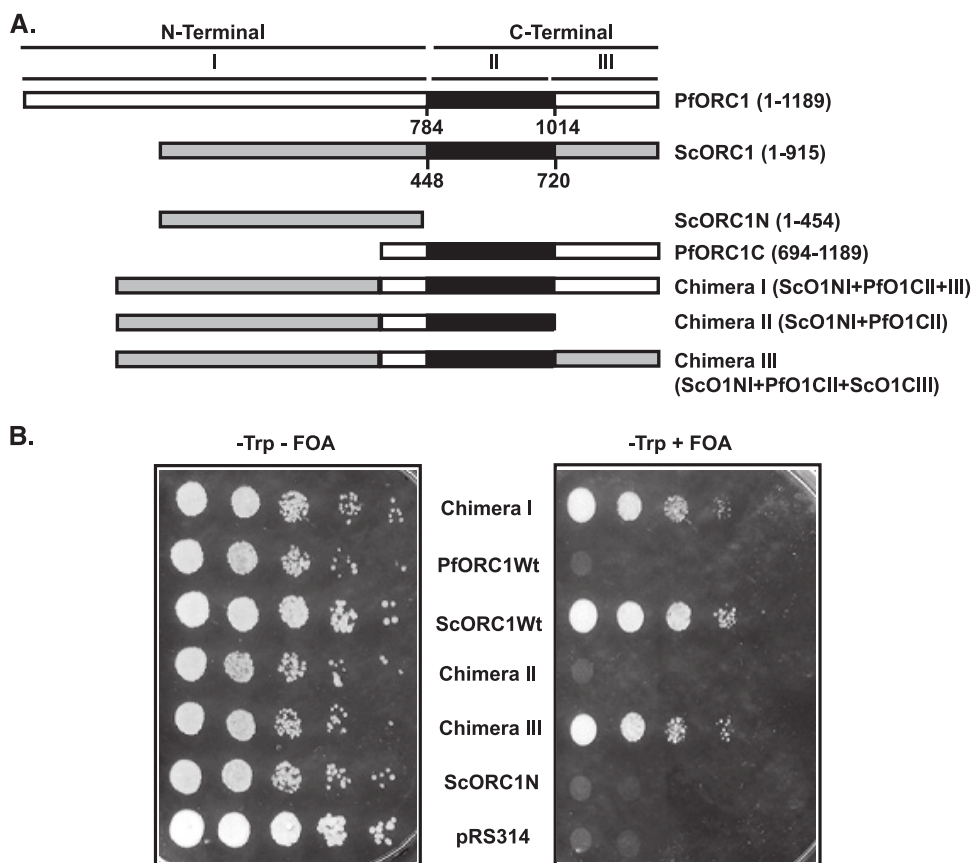 A.
N-Terminal C-Terminal
I II III
PfORC1 (1-1189)
784 1014
ScORC1 (1-915)
448 720
ScORC1N (1-454)
PfORC1C (694-1189)
Chimera I (ScO1NI+PfO1CII+III)
Chimera II (ScO1NI+PfO1CII)
Chimera III
(ScO1NI+PfO1CII+ScO1CIII)
B.
-Trp - FOA -Trp + FOA
Chimera I
PfORC1Wt
ScORC1Wt
Chimera II
Chimera III
ScORC1N
pRS314